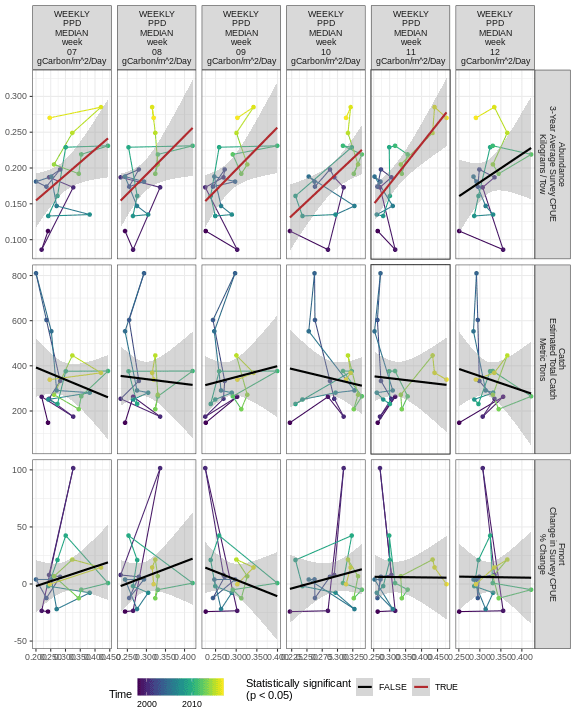 WEEKLY
PPD
MEDIAN
week
07
gCarbon/m^2/Day
WEEKLY
PPD
MEDIAN
week
08
gCarbon/m^2/Day
WEEKLY
PPD
MEDIAN
week
09
gCarbon/m^2/Day
WEEKLY
PPD
MEDIAN
week
10
gCarbon/m^2/Day
WEEKLY
PPD
MEDIAN
week
11
gCarbon/m^2/Day
WEEKLY
PPD
MEDIAN
week
gCarbon/m^2/Day
0.300
0.250
0.200
0.150
0.100
Abundance
3-Year Average Survey CPUE
Kilograms / Tow
800
600
400
200
Catch
Estimated Total Catch
Metric Tons
100
50
0
-50
Fmort
Change in Survey CPUE
% Change
0.300
0.400
0.200
0.300
0.400
0.300
0.400
Time
2000 2010
Statistically significant
(p < 0.05)
FALSE
TRUE